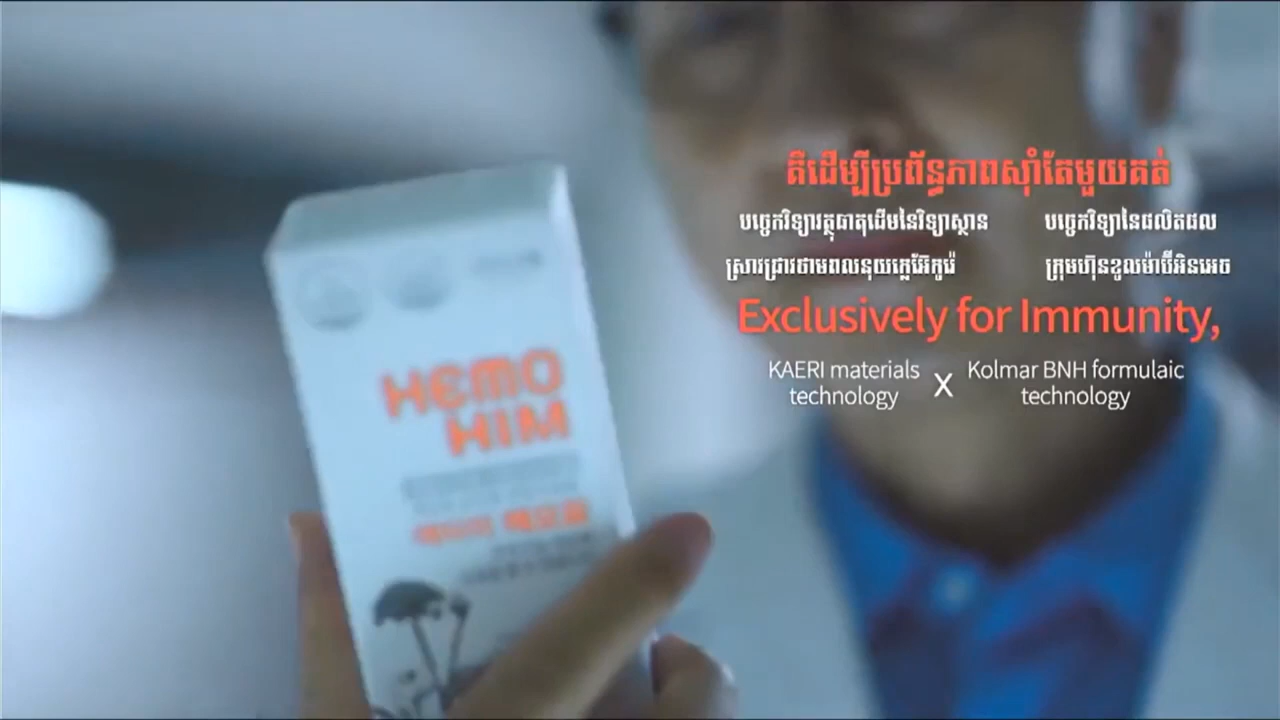 គឺដើម្បីប្រព័ន្ធភាពស៊ាំតែមួយគត់
បច្ចេកវិទ្យាវត្ថុធាតុដើមនៃវិទ្យាស្ថាន
បច្ចេកវិទ្យានៃផលិតផល
ស្រាវជ្រាវថាមពលនុយក្លេអ៊ែកូរ៉េ
ក្រុមហ៊ុនខូលម៉ាប៊ីអិនអេច
Exclusively for Immunity,
KAERI materials
technology
X
Kolmar BNH formulaic
technology
HEMO
HIM